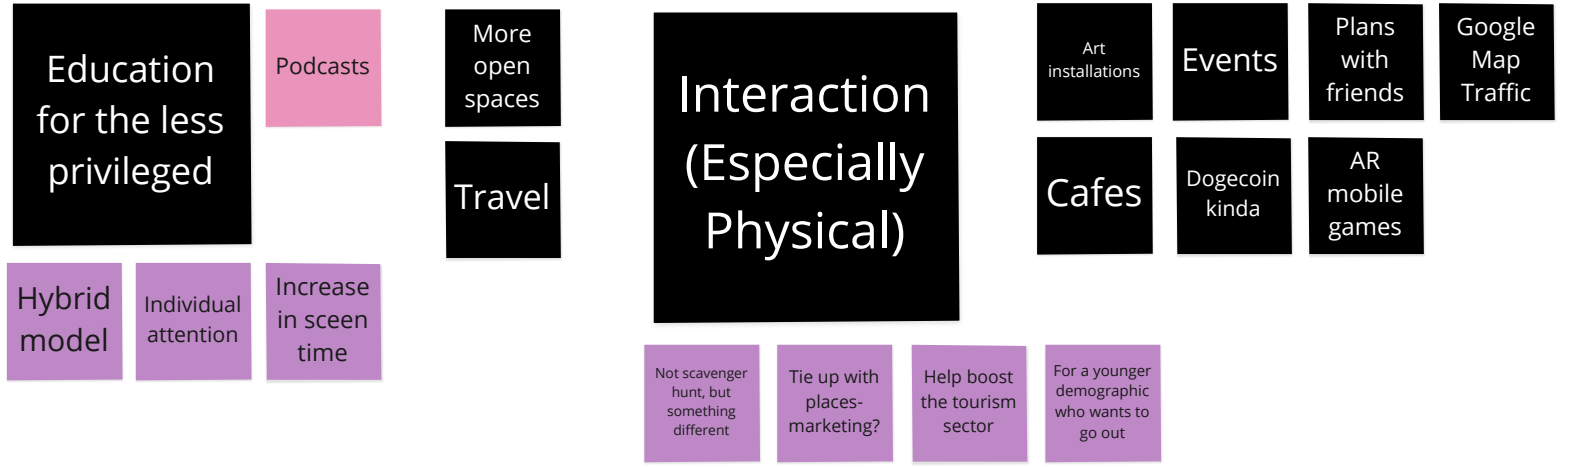 Education
for the less
privileged
Podcasts
Hybrid
model
Individual
attention
Increase
in sceen
time
More
open
spaces
Travel
Interaction
(Especially
Physical)
Art
installations
Events
Plans
with
friends
Google
Map
Traffic
Cafes
Dogecoin
kinda
AR
mobile
games
Not scavenger
hunt, but
something
different
Tie up with
places-
marketing?
Help boost
the tourism
sector
For a younger
demographic
who wants to
go out